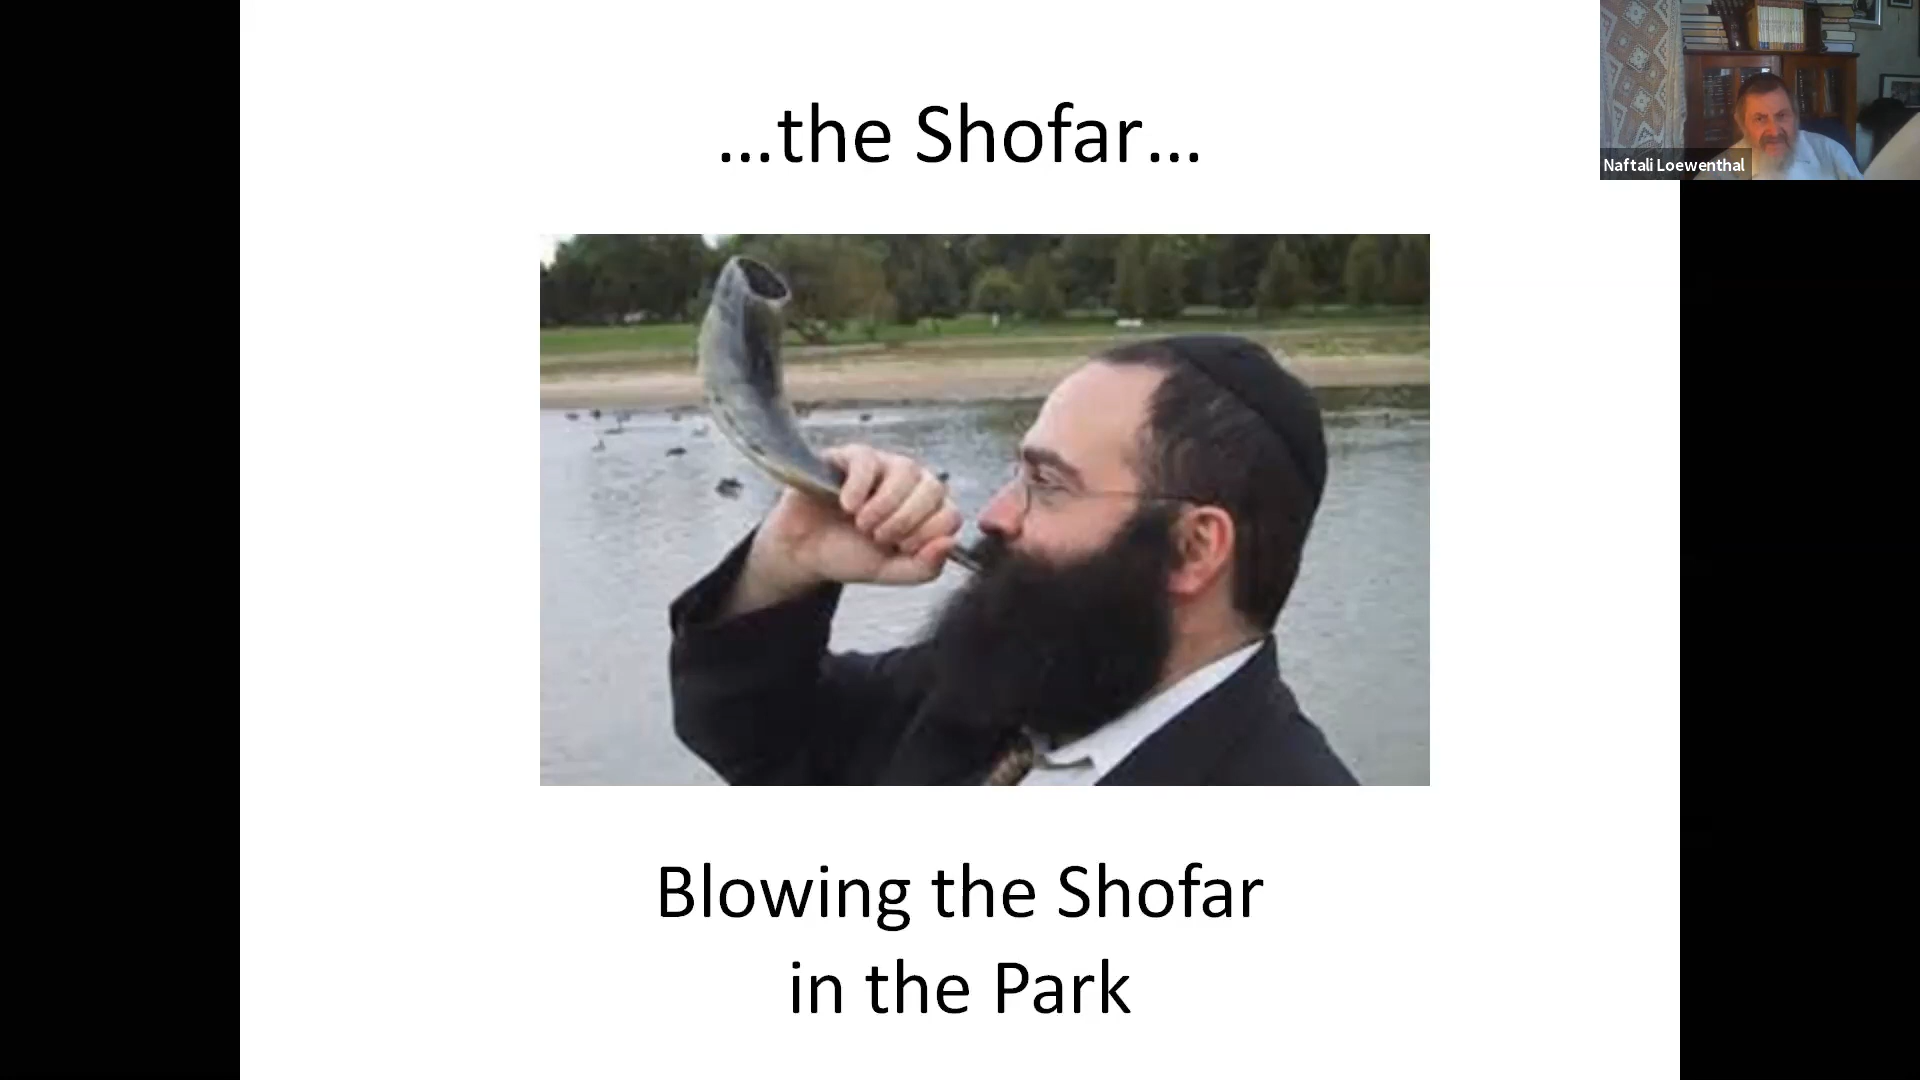 ...the Shofar...
Naftali Loewenthal
Blowing the Shofar
in the Park